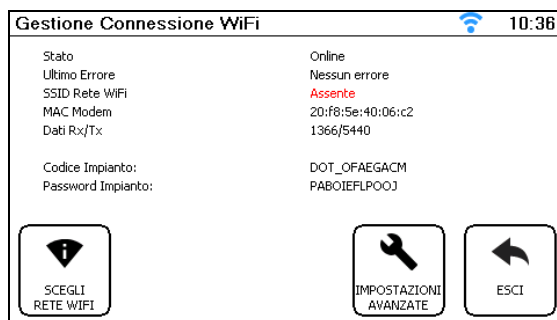 Gestione Connessione WiFi 10:36
Stato Online
Ultimo Errore Nessun errore
SSID Rete WiFi Assente
MAC Modem 20:f8:5e:40:06:c2
Dati Rx/Tx 1366/5440
Codice Impianto: DOT_OFAEGACM
Password Impianto: PABOIEFLPOOJ
SCEGLI
RETE WIFI
IMPOSTAZIONI
AVANZATE
ESCI